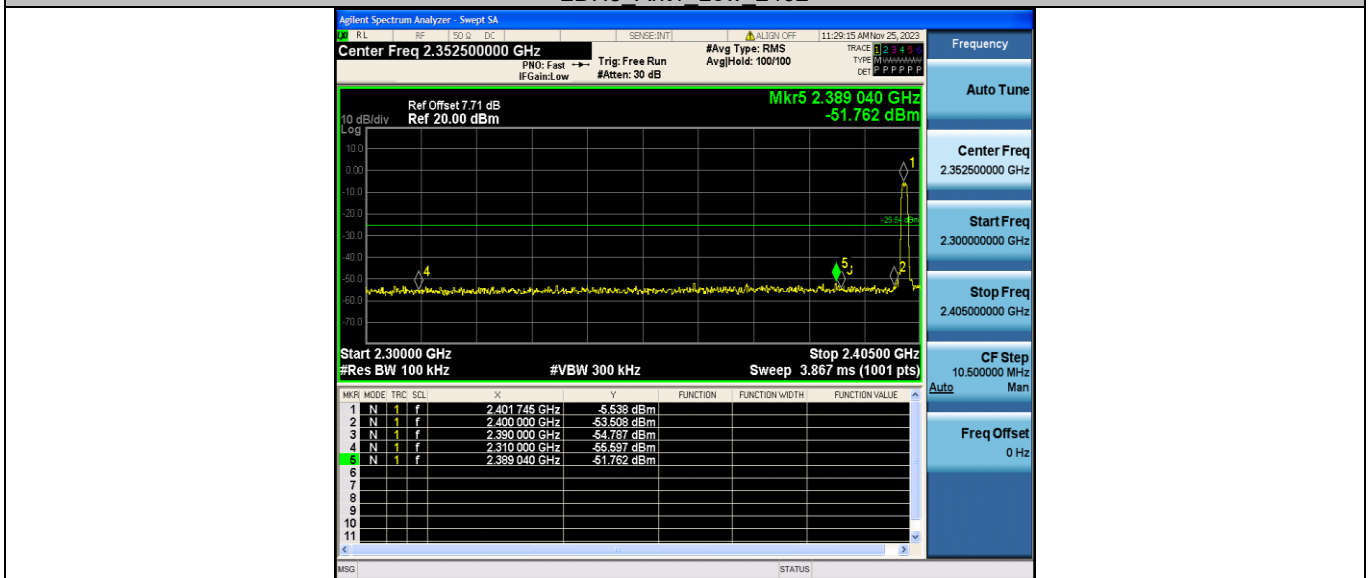 Agilent Spectrum Analyzer - Swept SA
RL RF 50 Ω DC SENSE:INT ALIGN OFF 11:29:15 AM Nov 25, 2023
Center Freq 2.352500000 GHz
PNO: Fast
IFGain:Low
Trig: Free Run
#Atten: 30 dB
#Avg Type: RMS
Avg|Hold: 100/100
TRACE 1 2 3 4 5 6
TYPE M
DET P P P P P P
Mkr5 2.389 040 GHz
-51.762 dBm
Ref Offset 7.71 dB
Ref 20.00 dBm
10 dB/div
Log
10.0
0.00
-10.0
-20.0
-30.0
-40.0
-50.0
-60.0
-70.0
-25.54 dBm
1
2
4
5
Start 2.30000 GHz
Stop 2.40500 GHz
#Res BW 100 kHz
#VBW 300 kHz
Sweep 3.867 ms (1001 pts)
MKR MODE TRC SCL X Y FUNCTION FUNCTION WIDTH FUNCTION VALUE
1 N 1 f 2.401 745 GHz -5.538 dBm
2 N 1 f 2.400 000 GHz -53.508 dBm
3 N 1 f 2.390 000 GHz -54.787 dBm
4 N 1 f 2.310 000 GHz -55.597 dBm
5 N 1 f 2.389 040 GHz -51.762 dBm
6
7
8
9
10
11
MSG
STATUS
Frequency
Auto Tune
Center Freq
2.352500000 GHz
Start Freq
2.300000000 GHz
Stop Freq
2.405000000 GHz
CF Step
10.500000 MHz
Auto Man
Freq Offset
0 Hz